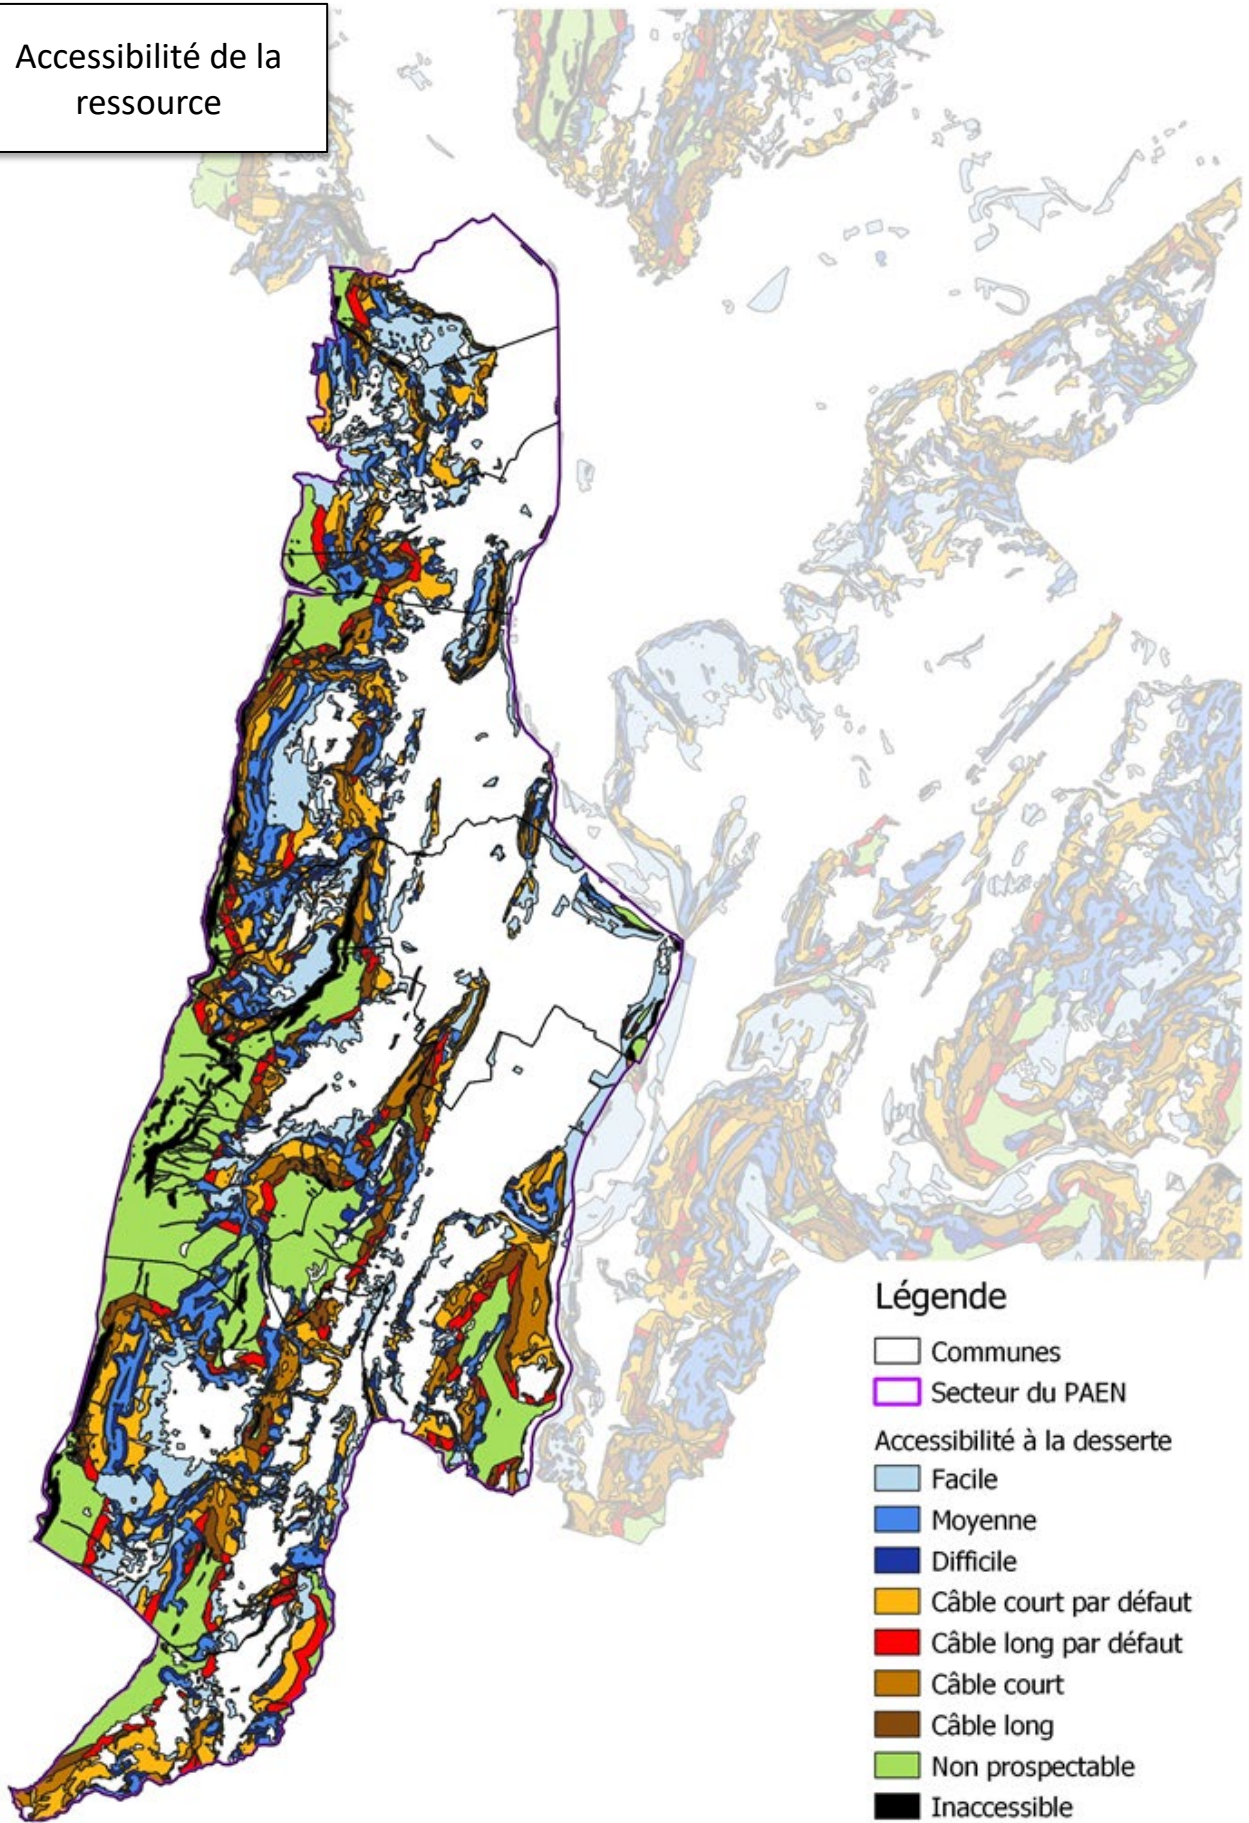 Accessibilité de la
ressource
Légende
Communes
Secteur du PAEN
Accessibilité à la desserte
Facile
Moyenne
Difficile
Câble court par défaut
Câble long par défaut
Câble court
Câble long
Non prospectable
Inaccessible